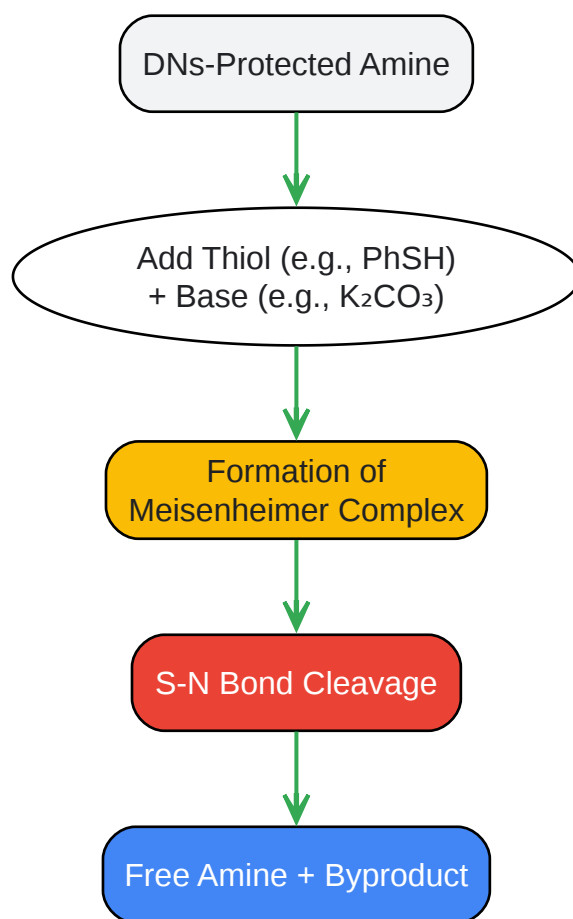 DNs-Protected Amine
Add Thiol (e.g., PhSH)
+ Base (e.g., K₂CO₃)
Formation of
Meisenheimer Complex
S-N Bond Cleavage
Free Amine + Byproduct